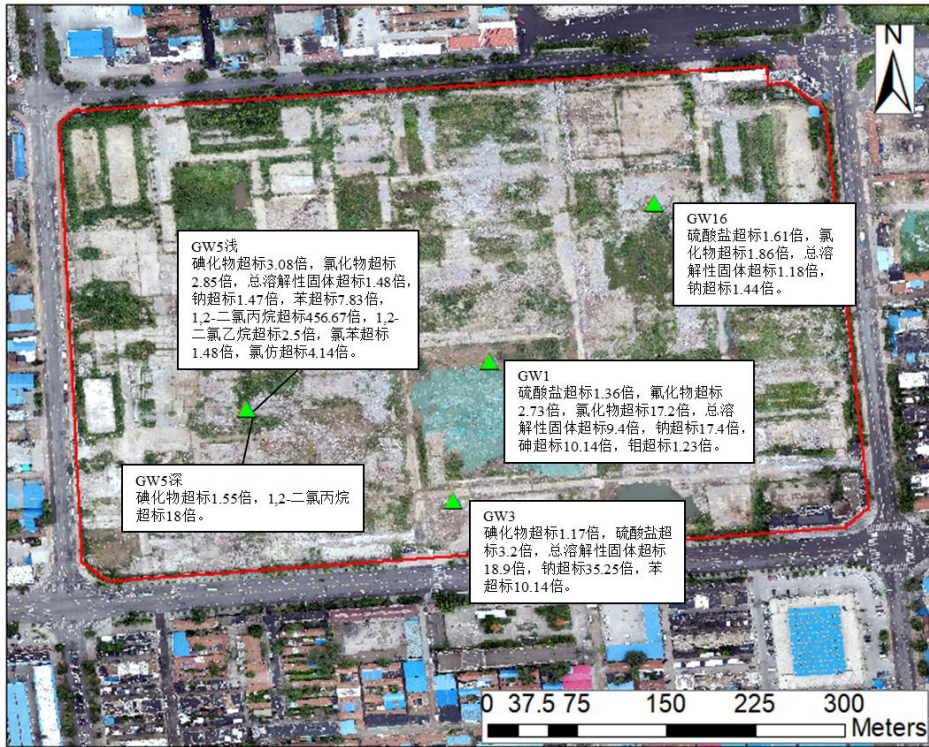 N
GW16
硫酸盐超标1.61倍，氯
化物超标1.86倍，总溶
解性固体超标1.18倍，
钠超标1.44倍。
GW5浅
碘化物超标3.08倍，氯化物超标
2.85倍，总溶解性固体超标1.48倍，
钠超标1.47倍，苯超标7.83倍，
1,2-二氯丙烷超标456.67倍，1,2-
二氯乙烷超标2.5倍，氯苯超标
1.48倍，氯仿超标4.14倍。
GW1
硫酸盐超标1.36倍，氟化物超标
2.73倍，氯化物超标17.2倍，总溶
解性固体超标9.4倍，钠超标17.4倍，
砷超标10.14倍，钼超标1.23倍。
GW5深
碘化物超标1.55倍，1,2-二氯丙烷
超标18倍。
GW3
碘化物超标1.17倍，硫酸盐超
标3.2倍，总溶解性固体超标
18.9倍，钠超标35.25倍，苯
超标10.14倍。
0 37.5 75 150 225 300
Meters